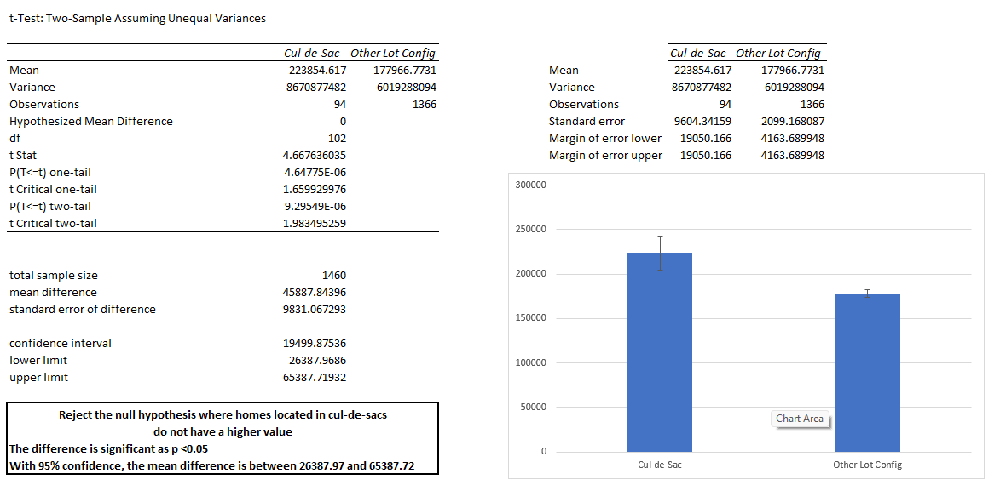 t-Test: Two-Sample Assuming Unequal Variances
Cul-de-Sac Other Lot Config
Mean 223854.617 177966.7731
Variance 8670877482 6019288094
Observations 94 1366
Hypothesized Mean Difference 0
df 102
t Stat 4.667636035
P(T<=t) one-tail 4.64775E-06
t Critical one-tail 1.659929976
P(T<=t) two-tail 9.29549E-06
t Critical two-tail 1.983495259
total sample size 1460
mean difference 45887.84396
standard error of difference 9831.067293
confidence interval 19499.87536
lower limit 26387.9686
upper limit 65387.71932
Reject the null hypothesis where homes located in cul-de-sacs
do not have a higher value
The difference is significant as p <0.05
With 95% confidence, the mean difference is between 26387.97 and 65387.72
Cul-de-Sac Other Lot Config
Mean 223854.617 177966.7731
Variance 8670877482 6019288094
Observations 94 1366
Standard error 9604.34159 2099.168087
Margin of error lower 19050.166 4163.689948
Margin of error upper 19050.166 4163.689948
300000
250000
200000
150000
100000
50000
0
Chart Area
Cul-de-Sac Other Lot Config